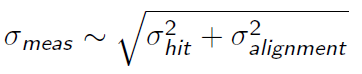 σ_meas ∼ √(σ²_hit + σ²_alignment)